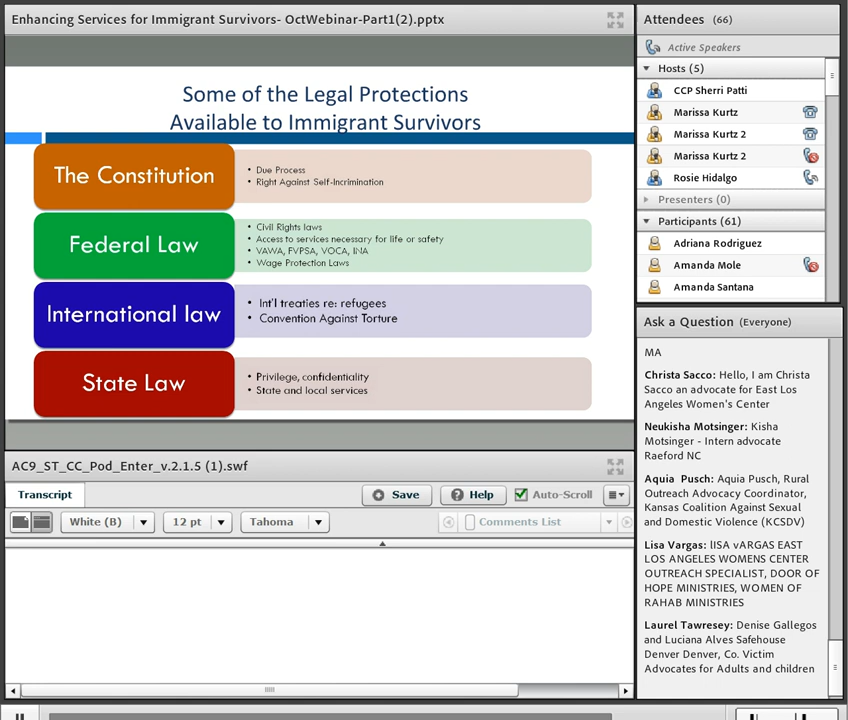 Enhancing Services for Immigrant Survivors- OctWebinar-Part1(2).pptx
Some of the Legal Protections
Available to Immigrant Survivors
The Constitution
• Due Process
• Right Against Self-Incrimination
Federal Law
• Civil Rights laws
• Access to services necessary for life or safety
• VAWA, FVPSA, VOCA, INA
• Wage Protection Laws
International law
• Int'l treaties re: refugees
• Convention Against Torture
State Law
• Privilege, confidentiality
• State and local services
AC9_ST_CC_Pod_Enter_v.2.1.5 (1).swf
Transcript
Save
Help
Auto-Scroll
White (B)
12 pt
Tahoma
Comments List
Attendees (66)
Active Speakers
Hosts (5)
CCP Sherri Patti
Marissa Kurtz
Marissa Kurtz 2
Marissa Kurtz 2
Rosie Hidalgo
Presenters (0)
Participants (61)
Adriana Rodriguez
Amanda Mole
Amanda Santana
Ask a Question (Everyone)
MA
Christa Sacco: Hello, I am Christa
Sacco an advocate for East Los
Angeles Women's Center
Neukisha Motsinger: Kisha
Motsinger - Intern advocate
Raeford NC
Aquia Pusch: Aquia Pusch, Rural
Outreach Advocacy Coordinator,
Kansas Coalition Against Sexual
and Domestic Violence (KCSDV)
Lisa Vargas: lISA vARGAS EAST
LOS ANGELES WOMENS CENTER
OUTREACH SPECIALIST, DOOR OF
HOPE MINISTRIES, WOMEN OF
RAHAB MINISTRIES
Laurel Tawresey: Denise Gallegos
and Luciana Alves Safehouse
Denver Denver, Co. Victim
Advocates for Adults and children